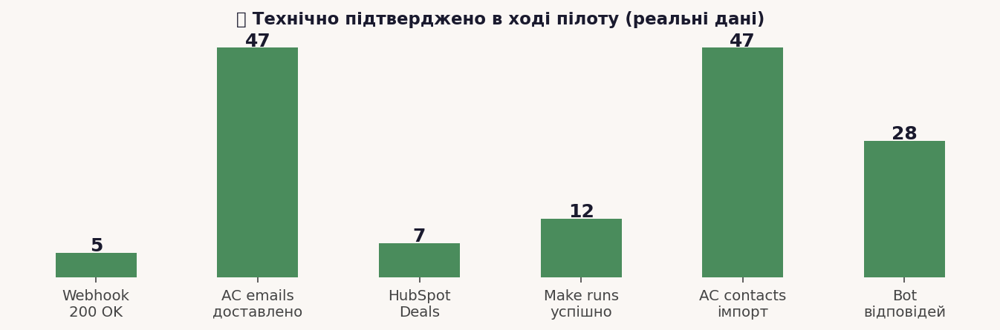 Технічно підтверджено в ході пілоту (реальні дані)
47
47
28
12
7
5
Webhook
200 OK
AC emails
доставлено
HubSpot
Deals
Make runs
успішно
AC contacts
імпорт
Bot
відповідей